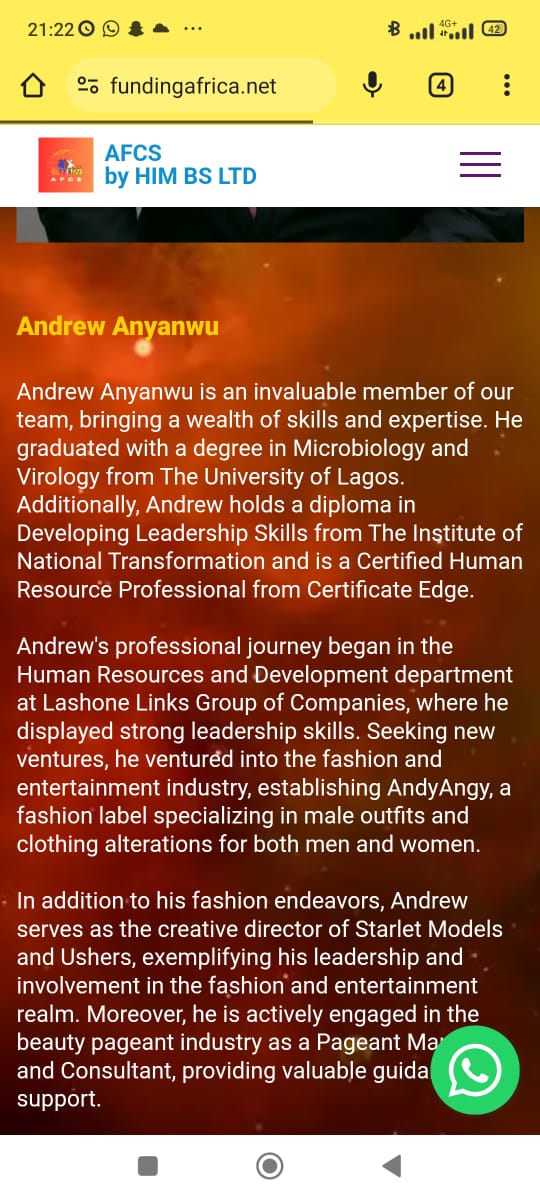 21:22
4G+
42
fundingafrica.net
4
AFCS
by HIM BS LTD
AFCS
Andrew Anyanwu
Andrew Anyanwu is an invaluable member of our
team, bringing a wealth of skills and expertise. He
graduated with a degree in Microbiology and
Virology from The University of Lagos.
Additionally, Andrew holds a diploma in
Developing Leadership Skills from The Institute of
National Transformation and is a Certified Human
Resource Professional from Certificate Edge.
Andrew's professional journey began in the
Human Resources and Development department
at Lashone Links Group of Companies, where he
displayed strong leadership skills. Seeking new
ventures, he ventured into the fashion and
entertainment industry, establishing AndyAngy, a
fashion label specializing in male outfits and
clothing alterations for both men and women.
In addition to his fashion endeavors, Andrew
serves as the creative director of Starlet Models
and Ushers, exemplifying his leadership and
involvement in the fashion and entertainment
realm. Moreover, he is actively engaged in the
beauty pageant industry as a Pageant
and Consultant, providing valuable
support.